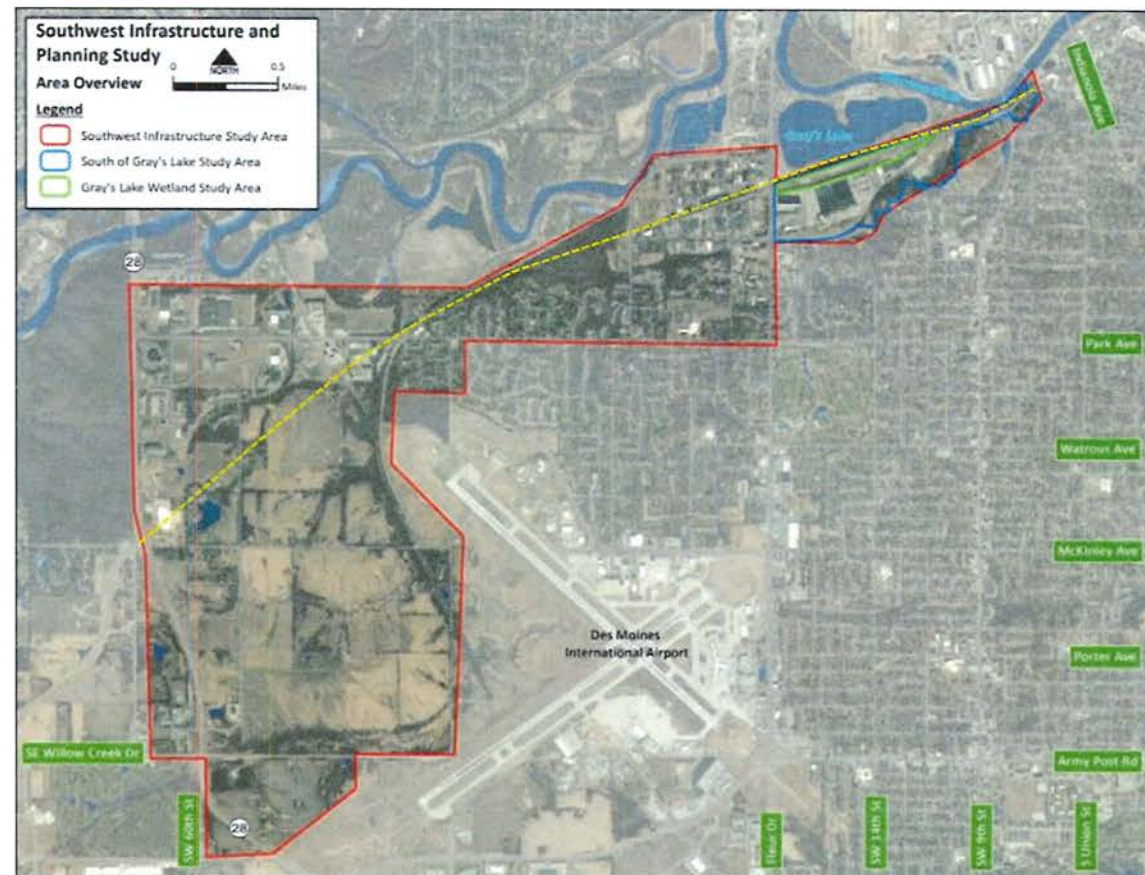 Southwest Infrastructure and
Planning Study
Area Overview
NORTH
0
0.5
Miles
Legend
Southwest Infrastructure Study Area
South of Gray's Lake Study Area
Gray's Lake Wetland Study Area
Indianola Ave
Gray's Lake
28
Park Ave
Watrous Ave
McKinley Ave
Des Moines
International Airport
Porter Ave
SE Willow Creek Dr
Army Post Rd
SW 60th St
28
Fleur Dr
SW 14th St
SW 9th St
S Union St